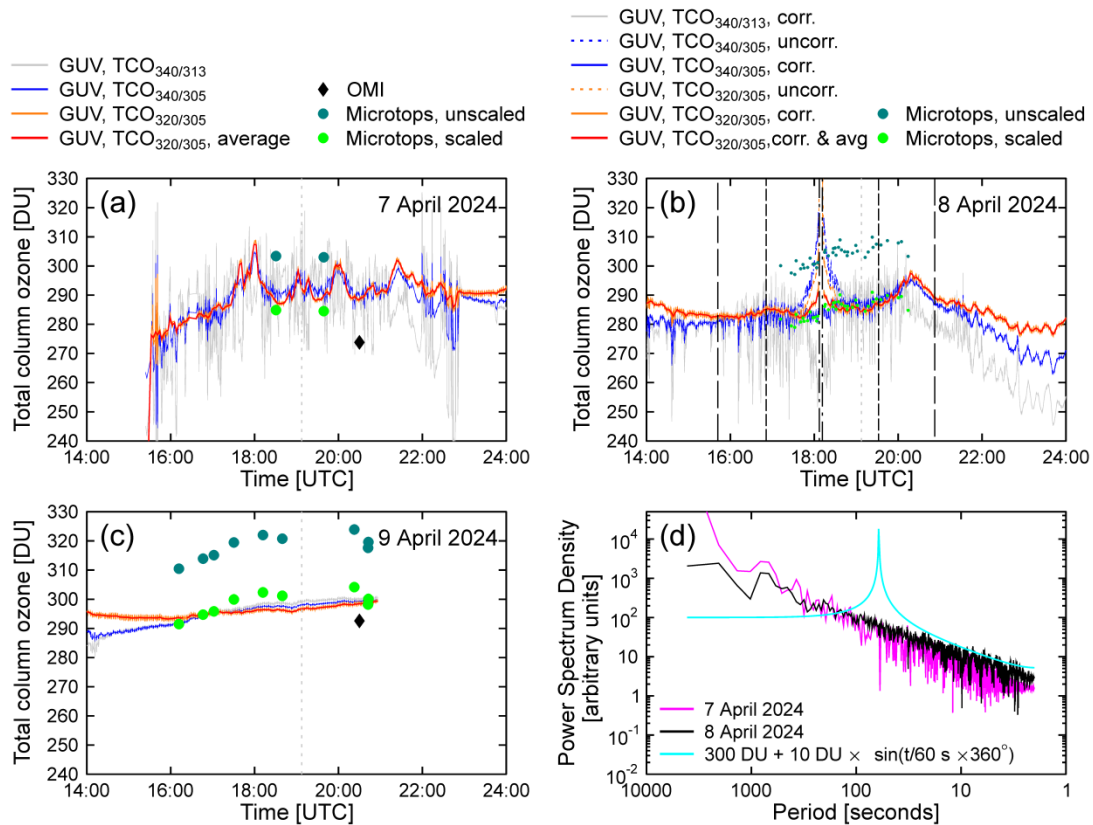 GUV, TCO340/313
GUV, TCO340/305
GUV, TCO320/305
GUV, TCO320/305, average
OMI
Microtops, unscaled
Microtops, scaled
GUV, TCO340/313, corr.
GUV, TCO340/305, uncorr.
GUV, TCO340/305, corr.
GUV, TCO320/305, uncorr.
GUV, TCO320/305, corr.
GUV, TCO320/305,corr. & avg
Microtops, unscaled
Microtops, scaled
(a)
7 April 2024
Total column ozone [DU]
330
320
310
300
290
280
270
260
250
240
14:00 16:00 18:00 20:00 22:00 24:00
Time [UTC]
(b)
8 April 2024
Total column ozone [DU]
330
320
310
300
290
280
270
260
250
240
14:00 16:00 18:00 20:00 22:00 24:00
Time [UTC]
(c)
9 April 2024
Total column ozone [DU]
330
320
310
300
290
280
270
260
250
240
14:00 16:00 18:00 20:00 22:00 24:00
Time [UTC]
(d)
Power Spectrum Density
[arbitrary units]
10^4
10^3
10^2
10
1
10^-1
10^-2
7 April 2024
8 April 2024
300 DU + 10 DU × sin(t/60 s ×360°)
10000 1000 100 10 1
Period [seconds]